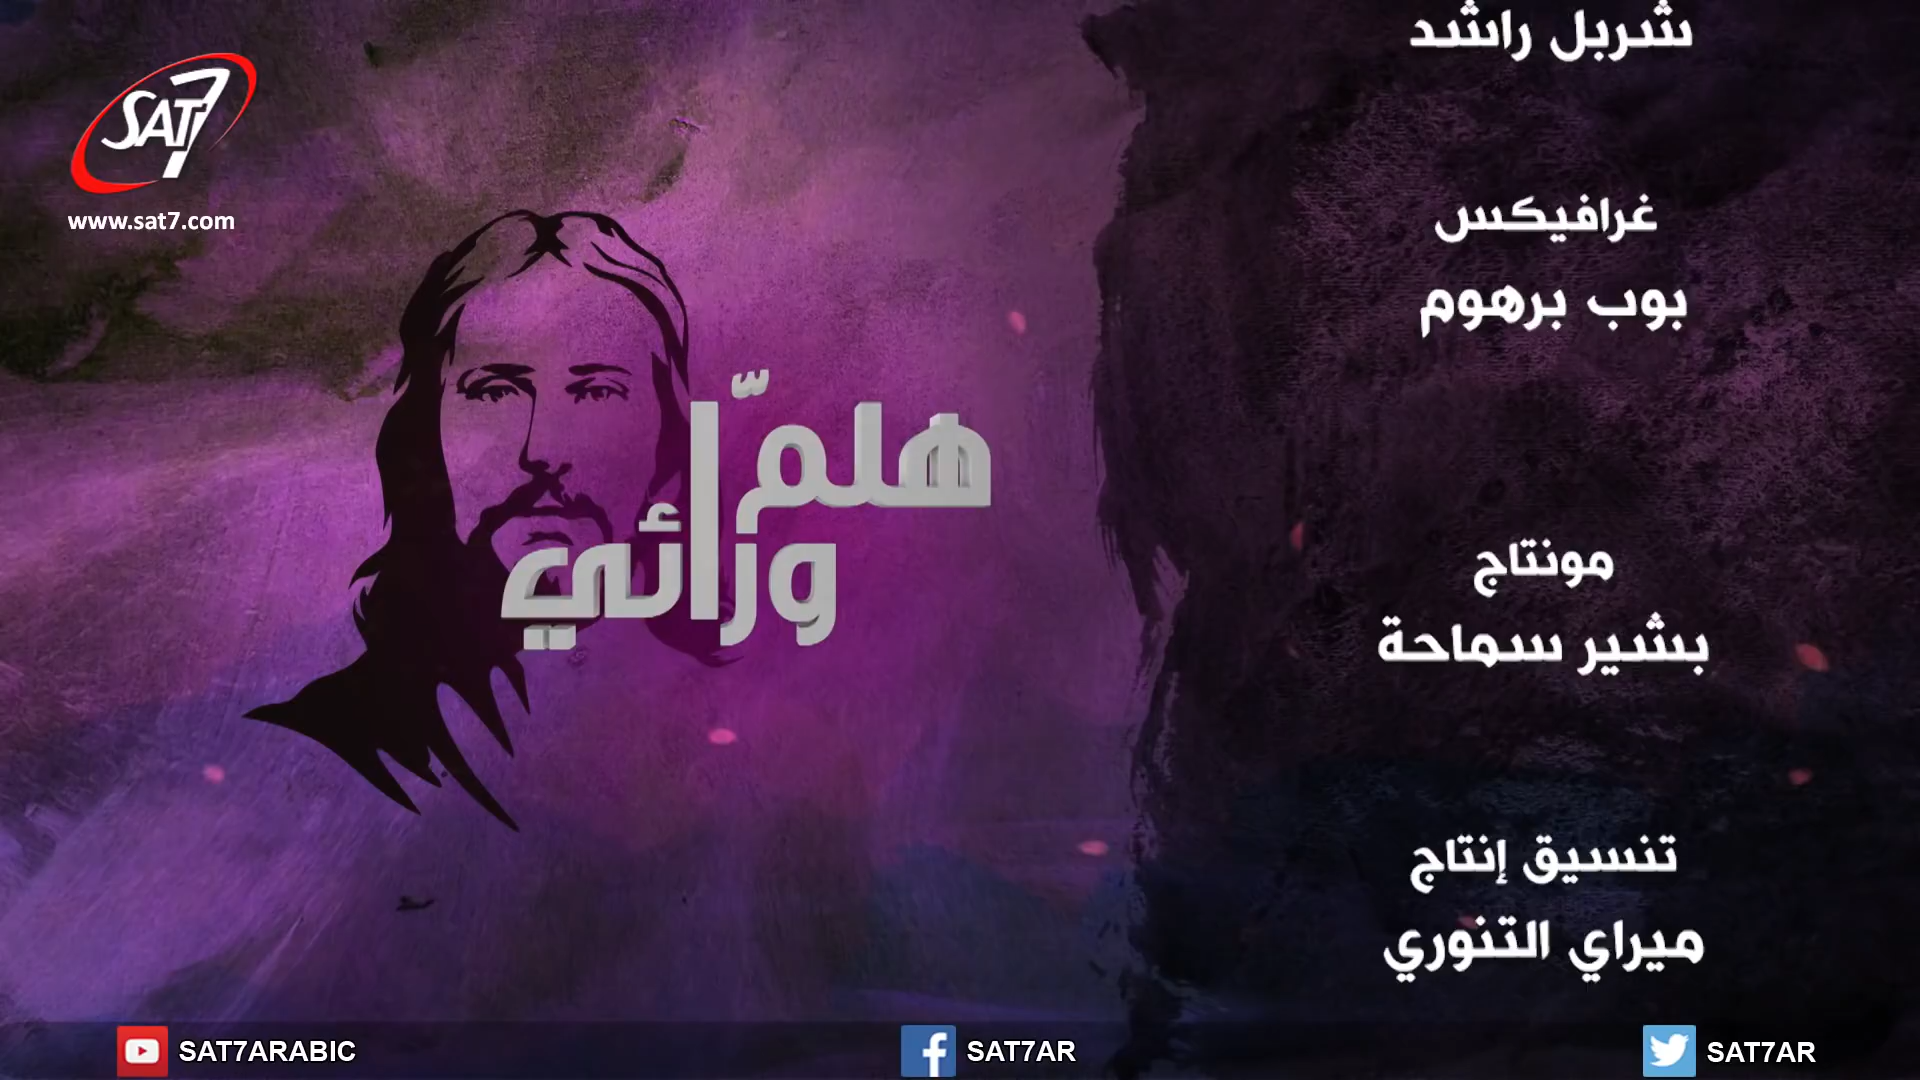 SAT7
www.sat7.com
هلمّ
ورائي
شربل راشد
غرافيكس
بوب برهوم
مونتاج
بشير سماحة
تنسيق إنتاج
ميراي التنوري
SAT7ARABIC
SAT7AR
SAT7AR